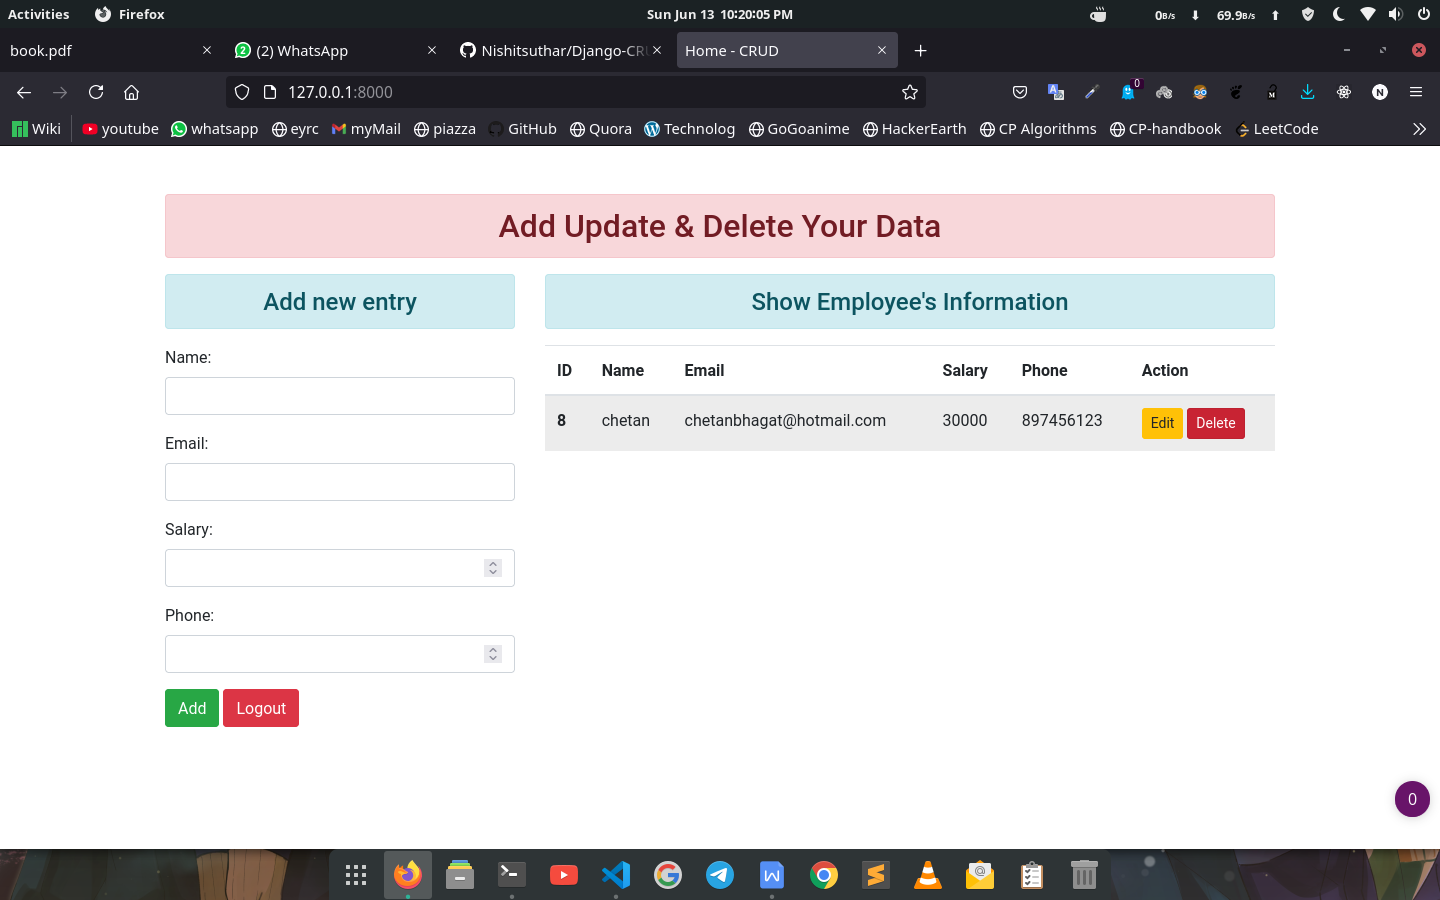 Activities Firefox Sun Jun 13 10:20:05 PM 0B/s ⬇ 69.9B/s ⬆
book.pdf (2) WhatsApp Nishitsuthar/Django-CRU Home - CRUD
127.0.0.1:8000 0 N
Wiki youtube whatsapp eyrc myMail piazza GitHub Quora Technolog GoGoanime HackerEarth CP Algorithms CP-handbook LeetCode
Add Update & Delete Your Data
Add new entry
Name:
Email:
Salary:
Phone:
Add Logout
Show Employee's Information
ID Name Email Salary Phone Action
8 chetan chetanbhagat@hotmail.com 30000 897456123 Edit Delete
0